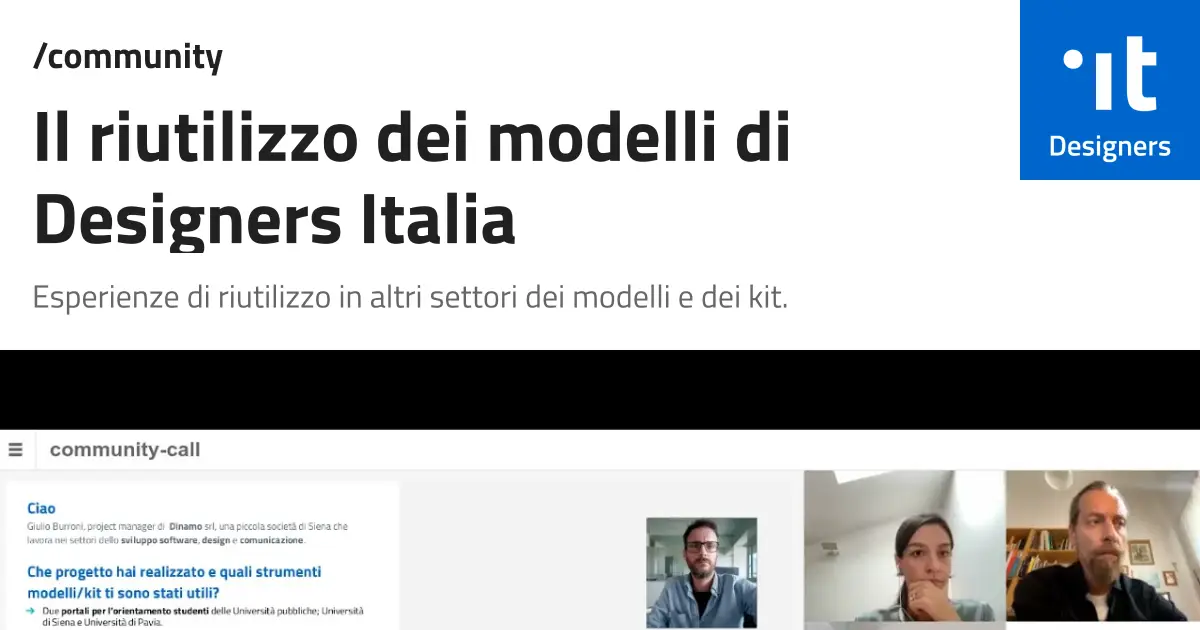 /community
Il riutilizzo dei modelli di
Designers Italia
Esperienze di riutilizzo in altri settori dei modelli e dei kit.
it
Designers
community-call
Ciao
Giulio Burroni, project manager di Dinamo srl, una piccola società di Siena che
lavora nei settori dello sviluppo software, design e comunicazione.
Che progetto hai realizzato e quali strumenti
modelli/kit ti sono stati utili?
→ Due portali per l'orientamento studenti delle Università pubbliche; Università
di Siena e Università di Pavia.